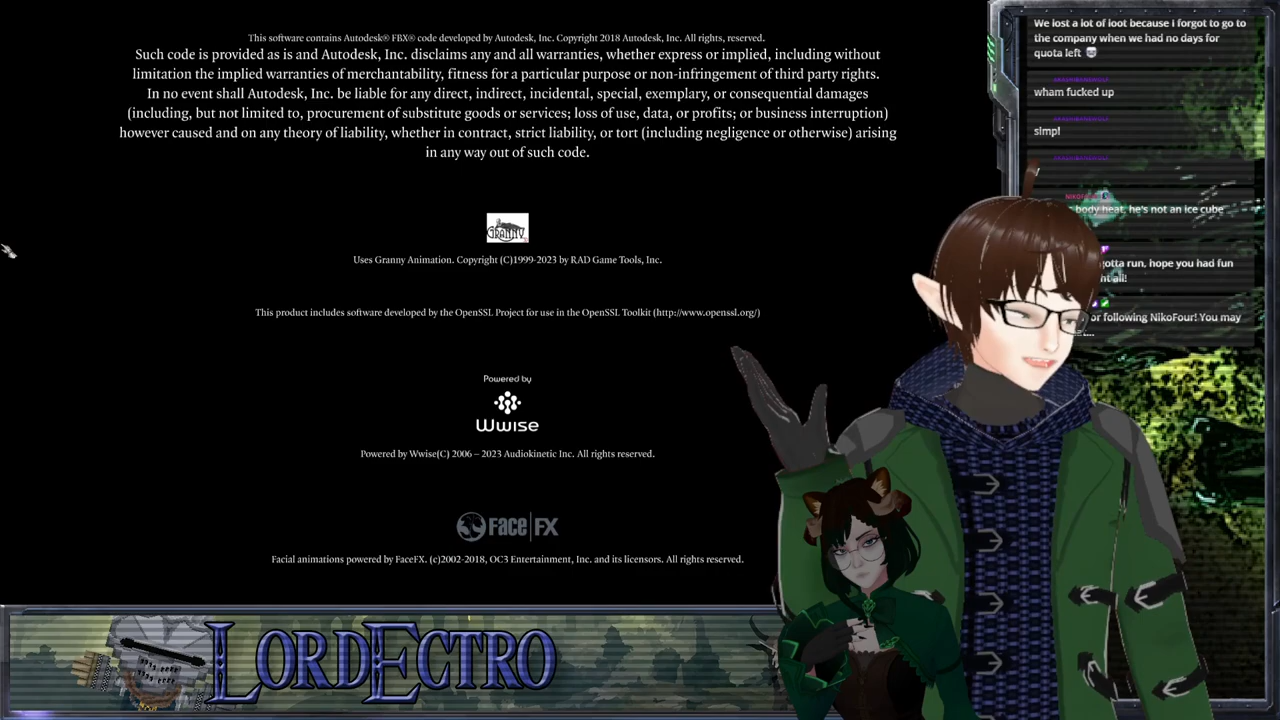 This software contains Autodesk® FBX® code developed by Autodesk, Inc. Copyright 2018 Autodesk, Inc. All rights, reserved.
Such code is provided as is and Autodesk, Inc. disclaims any and all warranties, whether express or implied, including without
limitation the implied warranties of merchantability, fitness for a particular purpose or non-infringement of third party rights.
In no event shall Autodesk, Inc. be liable for any direct, indirect, incidental, special, exemplary, or consequential damages
(including, but not limited to, procurement of substitute goods or services; loss of use, data, or profits; or business interruption)
however caused and on any theory of liability, whether in contract, strict liability, or tort (including negligence or otherwise) arising
in any way out of such code.
GRANNY
Uses Granny Animation. Copyright (C)1999-2023 by RAD Game Tools, Inc.
This product includes software developed by the OpenSSL Project for use in the OpenSSL Toolkit (http://www.openssl.org/)
Powered by
Wwise
Powered by Wwise(C) 2006 – 2023 Audiokinetic Inc. All rights reserved.
FaceFX
Facial animations powered by FaceFX. (c)2002-2018, OC3 Entertainment, Inc. and its licensors. All rights reserved.
LORDECTRO
We lost a lot of loot because i forgot to go to
the company when we had no days for
quota left
wham fucked up
simp!
body heat, he's not an ice cube
gotta run, hope you had fun
all!
or following NikoFour! You may